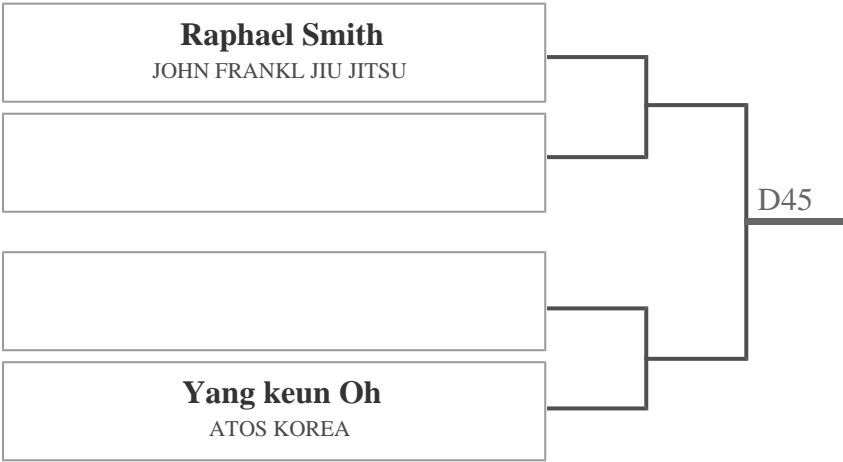 Raphael Smith
JOHN FRANKL JIU JITSU
D45
Yang keun Oh
ATOS KOREA